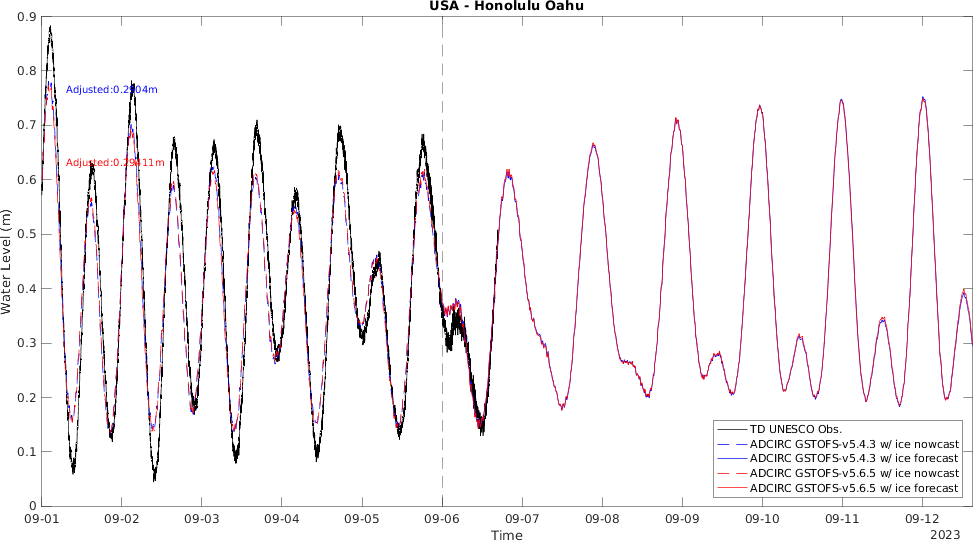 USA - Honolulu Oahu
0.9
0.8
0.7
0.6
0.5
0.4
0.3
0.2
0.1
0
Water Level (m)
Adjusted:0.2904m
Adjusted:0.29411m
TD UNESCO Obs.
ADCIRC GSTOFS-v5.4.3 w/ ice nowcast
ADCIRC GSTOFS-v5.4.3 w/ ice forecast
ADCIRC GSTOFS-v5.6.5 w/ ice nowcast
ADCIRC GSTOFS-v5.6.5 w/ ice forecast
09-01 09-02 09-03 09-04 09-05 09-06 09-07 09-08 09-09 09-10 09-11 09-12
Time
2023